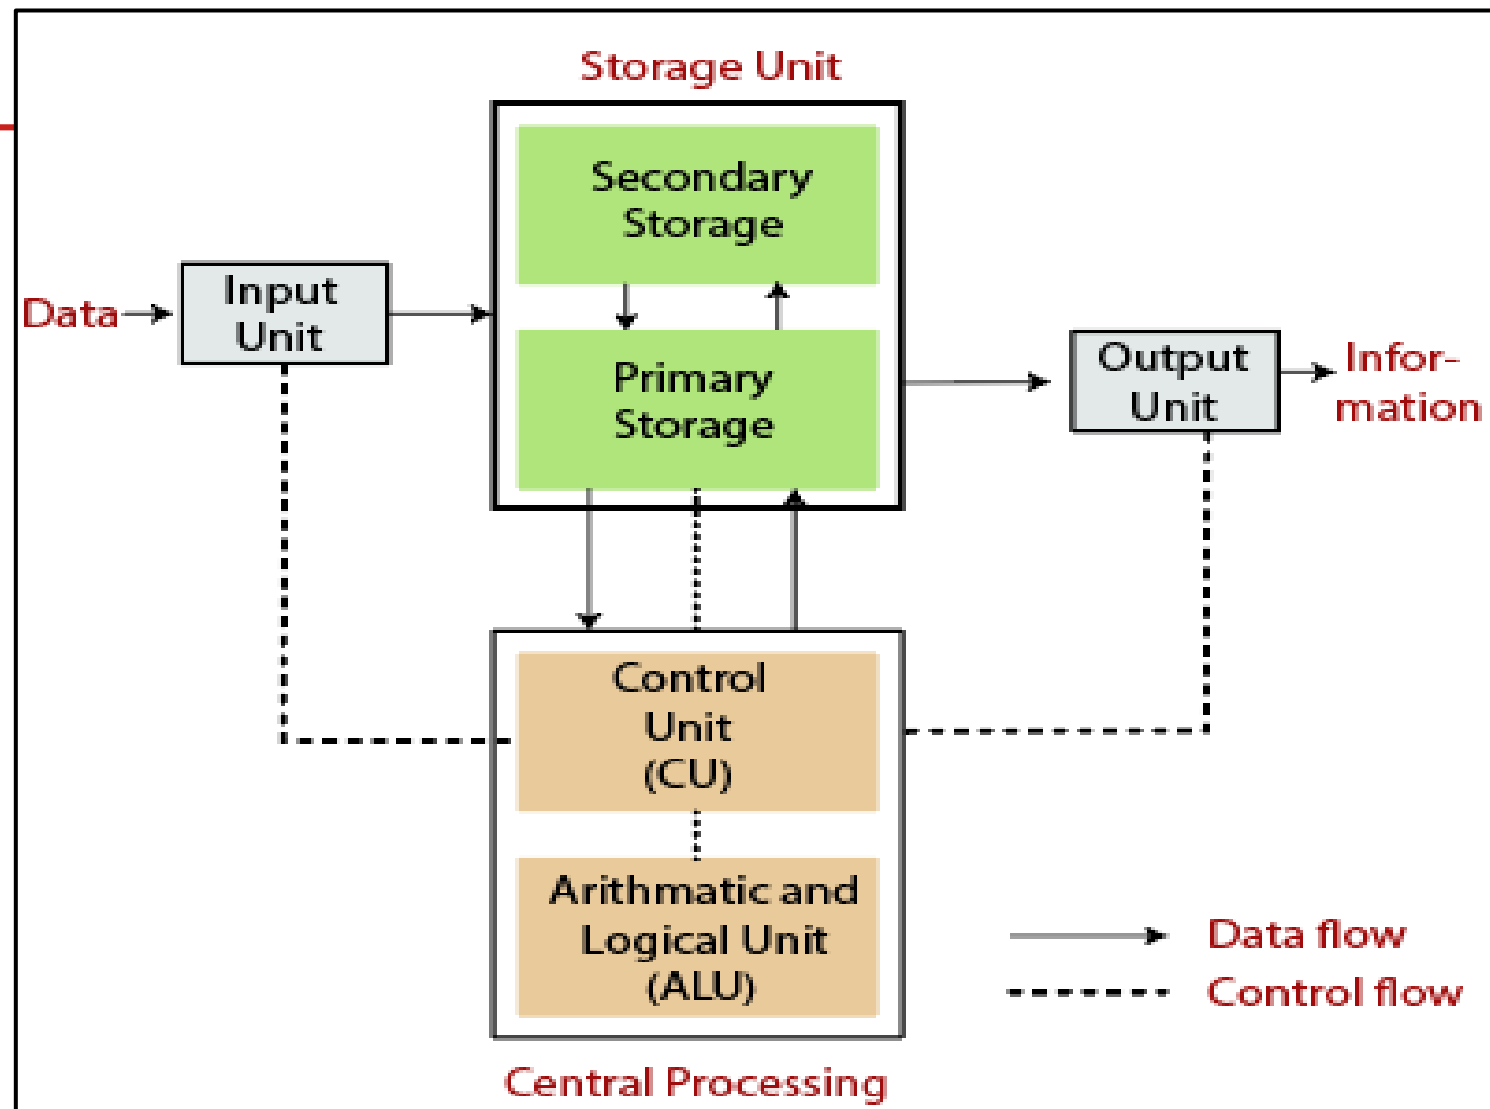 Storage Unit
Secondary
Storage
Data
Input
Unit
Primary
Storage
Output
Unit
Infor-
mation
Control
Unit
(CU)
Arithmatic and
Logical Unit
(ALU)
Data flow
Control flow
Central Processing